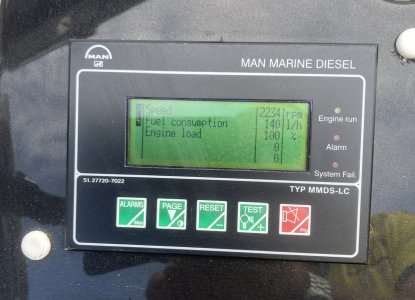 MAN
MAN MARINE DIESEL
Speed 2234 rpm
Fuel consumption 140 l/h
Engine load 100 %
0
0
Engine run
Alarm
System Fail.
51.27720-7022
TYP MMDS-LC
ALARMS
PAGE
RESET
TEST
−
+